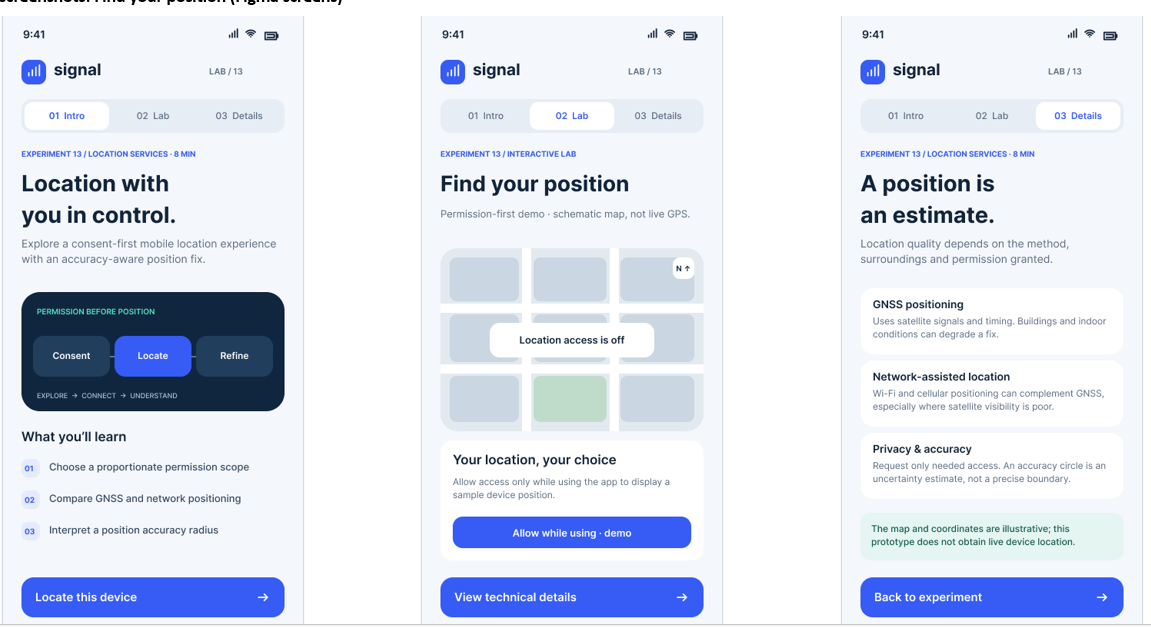 screenshots: Find your position (Figma screens)
9:41
signal
LAB / 13
01 Intro
02 Lab
03 Details
EXPERIMENT 13 / LOCATION SERVICES · 8 MIN
Location with
you in control.
Explore a consent-first mobile location experience
with an accuracy-aware position fix.
PERMISSION BEFORE POSITION
Consent
Locate
Refine
EXPLORE → CONNECT → UNDERSTAND
What you’ll learn
01 Choose a proportionate permission scope
02 Compare GNSS and network positioning
03 Interpret a position accuracy radius
Locate this device →
9:41
signal
LAB / 13
01 Intro
02 Lab
03 Details
EXPERIMENT 13 / INTERACTIVE LAB
Find your position
Permission-first demo · schematic map, not live GPS.
N ↑
Location access is off
Your location, your choice
Allow access only while using the app to display a
sample device position.
Allow while using · demo
View technical details →
9:41
signal
LAB / 13
01 Intro
02 Lab
03 Details
EXPERIMENT 13 / LOCATION SERVICES · 8 MIN
A position is
an estimate.
Location quality depends on the method,
surroundings and permission granted.
GNSS positioning
Uses satellite signals and timing. Buildings and indoor
conditions can degrade a fix.
Network-assisted location
Wi-Fi and cellular positioning can complement GNSS,
especially where satellite visibility is poor.
Privacy & accuracy
Request only needed access. An accuracy circle is an
uncertainty estimate, not a precise boundary.
The map and coordinates are illustrative; this
prototype does not obtain live device location.
Back to experiment →